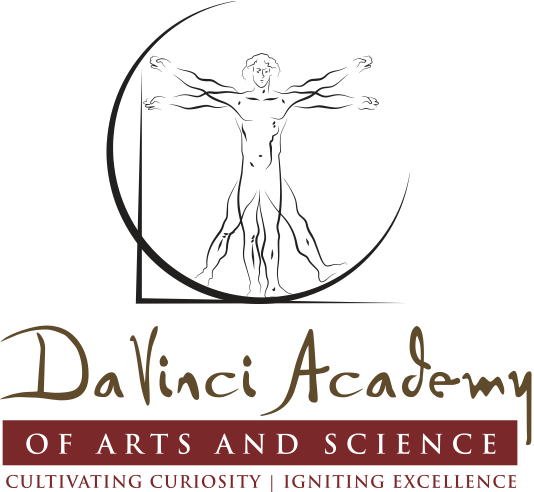 DaVinci Academy
OF ARTS AND SCIENCE
CULTIVATING CURIOSITY | IGNITING EXCELLENCE